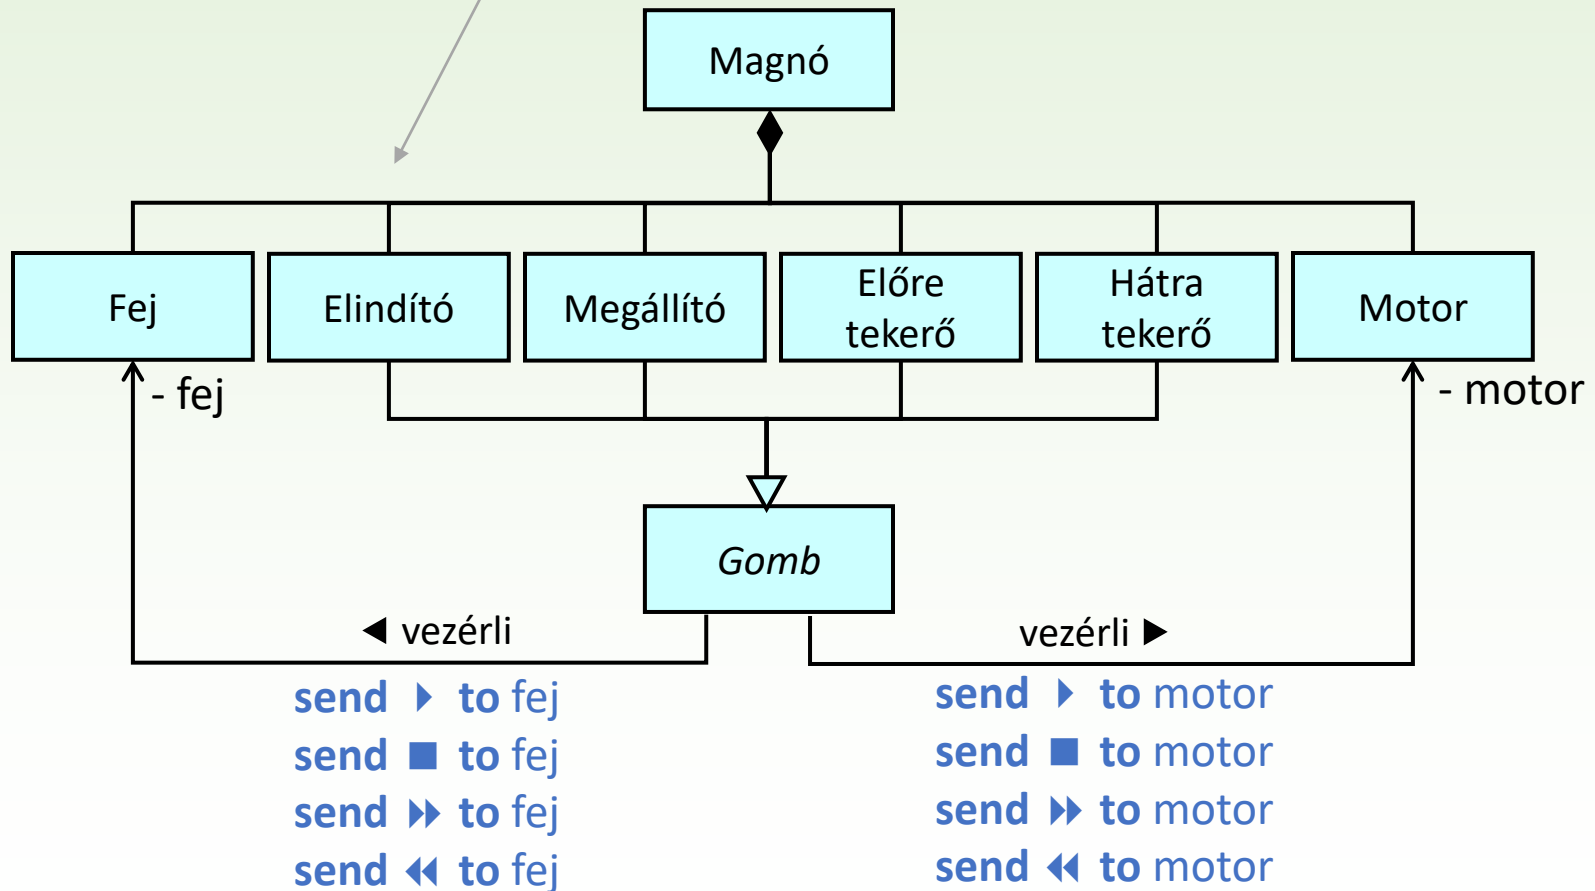 Magnó
Fej
Elindító
Megállító
Előre
tekerő
Hátra
tekerő
Motor
- fej
- motor
Gomb
◀ vezérli
vezérli ▶
send ▶ to fej
send ■ to fej
send ▶▶ to fej
send ◀◀ to fej
send ▶ to motor
send ■ to motor
send ▶▶ to motor
send ◀◀ to motor